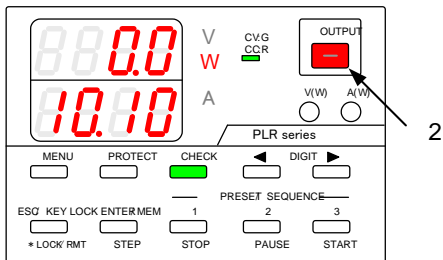 0.0 V CV:G OUTPUT
W CC:R
10.10 A V(W) A(W)
2
PLR series
MENU PROTECT CHECK ◀ DIGIT ▶
PRESET/ SEQUENCE
ESC/ KEY LOCK ENTER/MEM 1 2 3
* LOCK/ RMT STEP STOP PAUSE START